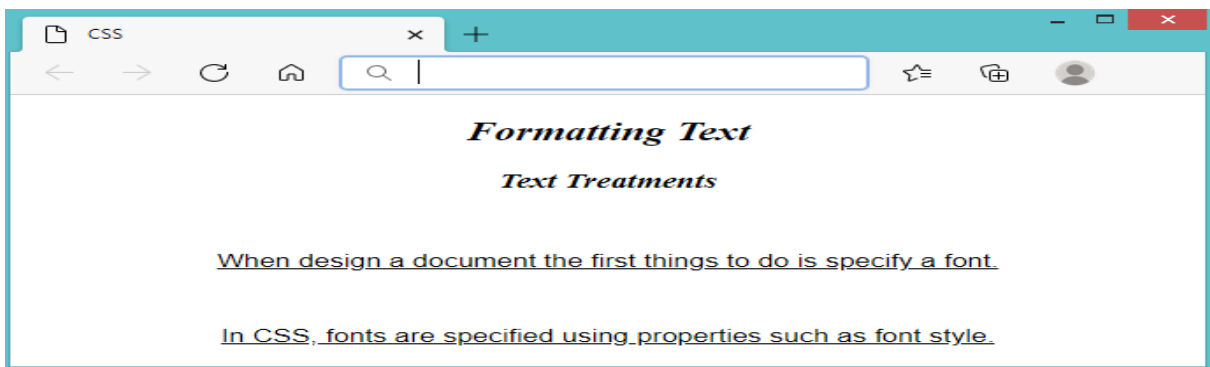 CSS
Formatting Text
Text Treatments
When design a document the first things to do is specify a font.
In CSS, fonts are specified using properties such as font style.